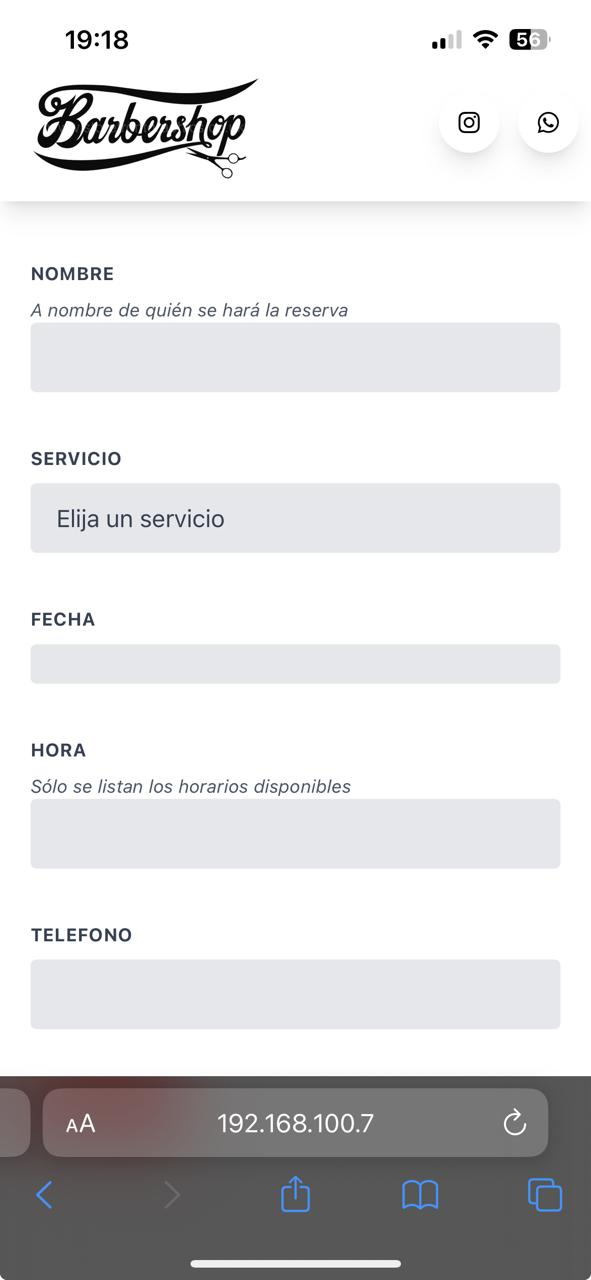 19:18
56
Barbershop
NOMBRE
A nombre de quién se hará la reserva
SERVICIO
Elija un servicio
FECHA
HORA
Sólo se listan los horarios disponibles
TELEFONO
AA
192.168.100.7